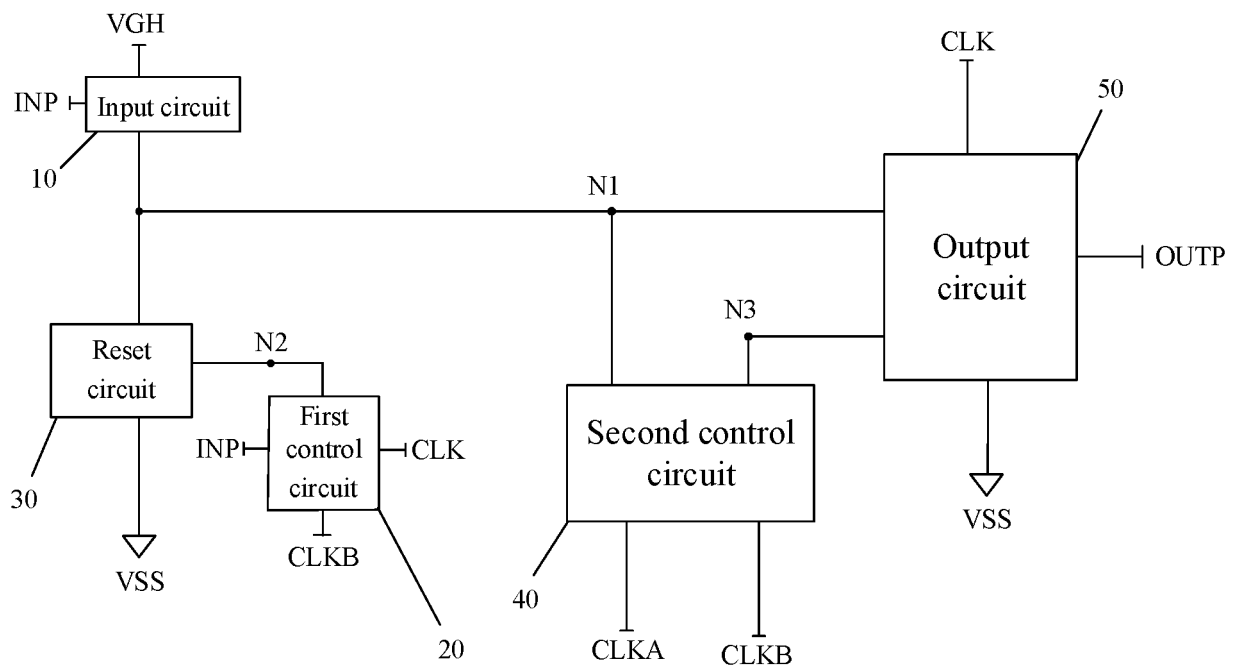 VGH
CLK
INP
Input circuit
50
10
N1
Output
circuit
OUTP
N3
N2
Reset
circuit
First
control
circuit
INP
CLK
Second control
circuit
30
VSS
CLKB
VSS
40
20
CLKA
CLKB